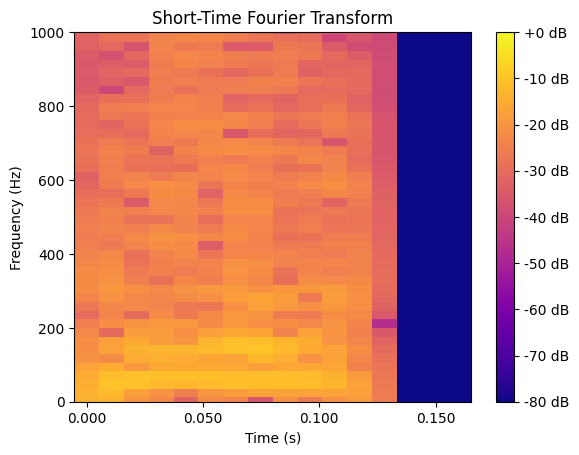 Short-Time Fourier Transform
1000
800
600
400
200
0
Frequency (Hz)
0.000
0.050
0.100
0.150
Time (s)
+0 dB
-10 dB
-20 dB
-30 dB
-40 dB
-50 dB
-60 dB
-70 dB
-80 dB